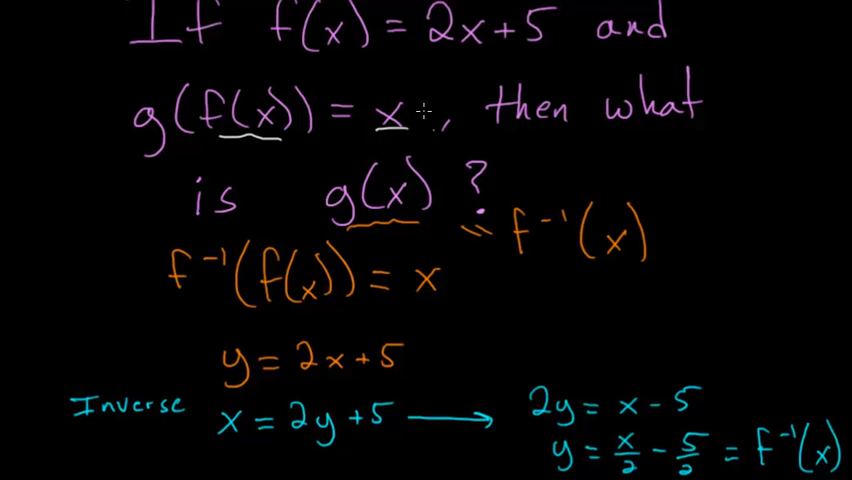 If f(x) = 2x+5 and
g(f(x)) = x, then what
is g(x)?
= f⁻¹(x)
f⁻¹(f(x)) = x
y = 2x+5
Inverse x = 2y+5 ⟶ 2y = x - 5
y = x/2 - 5/2 = f⁻¹(x)